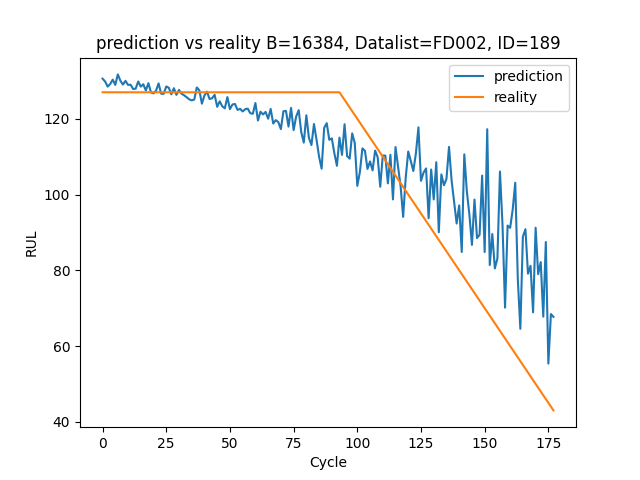 prediction vs reality B=16384, Datalist=FD002, ID=189
prediction
reality
RUL
120
100
80
60
40
0
25
50
75
100
125
150
175
Cycle